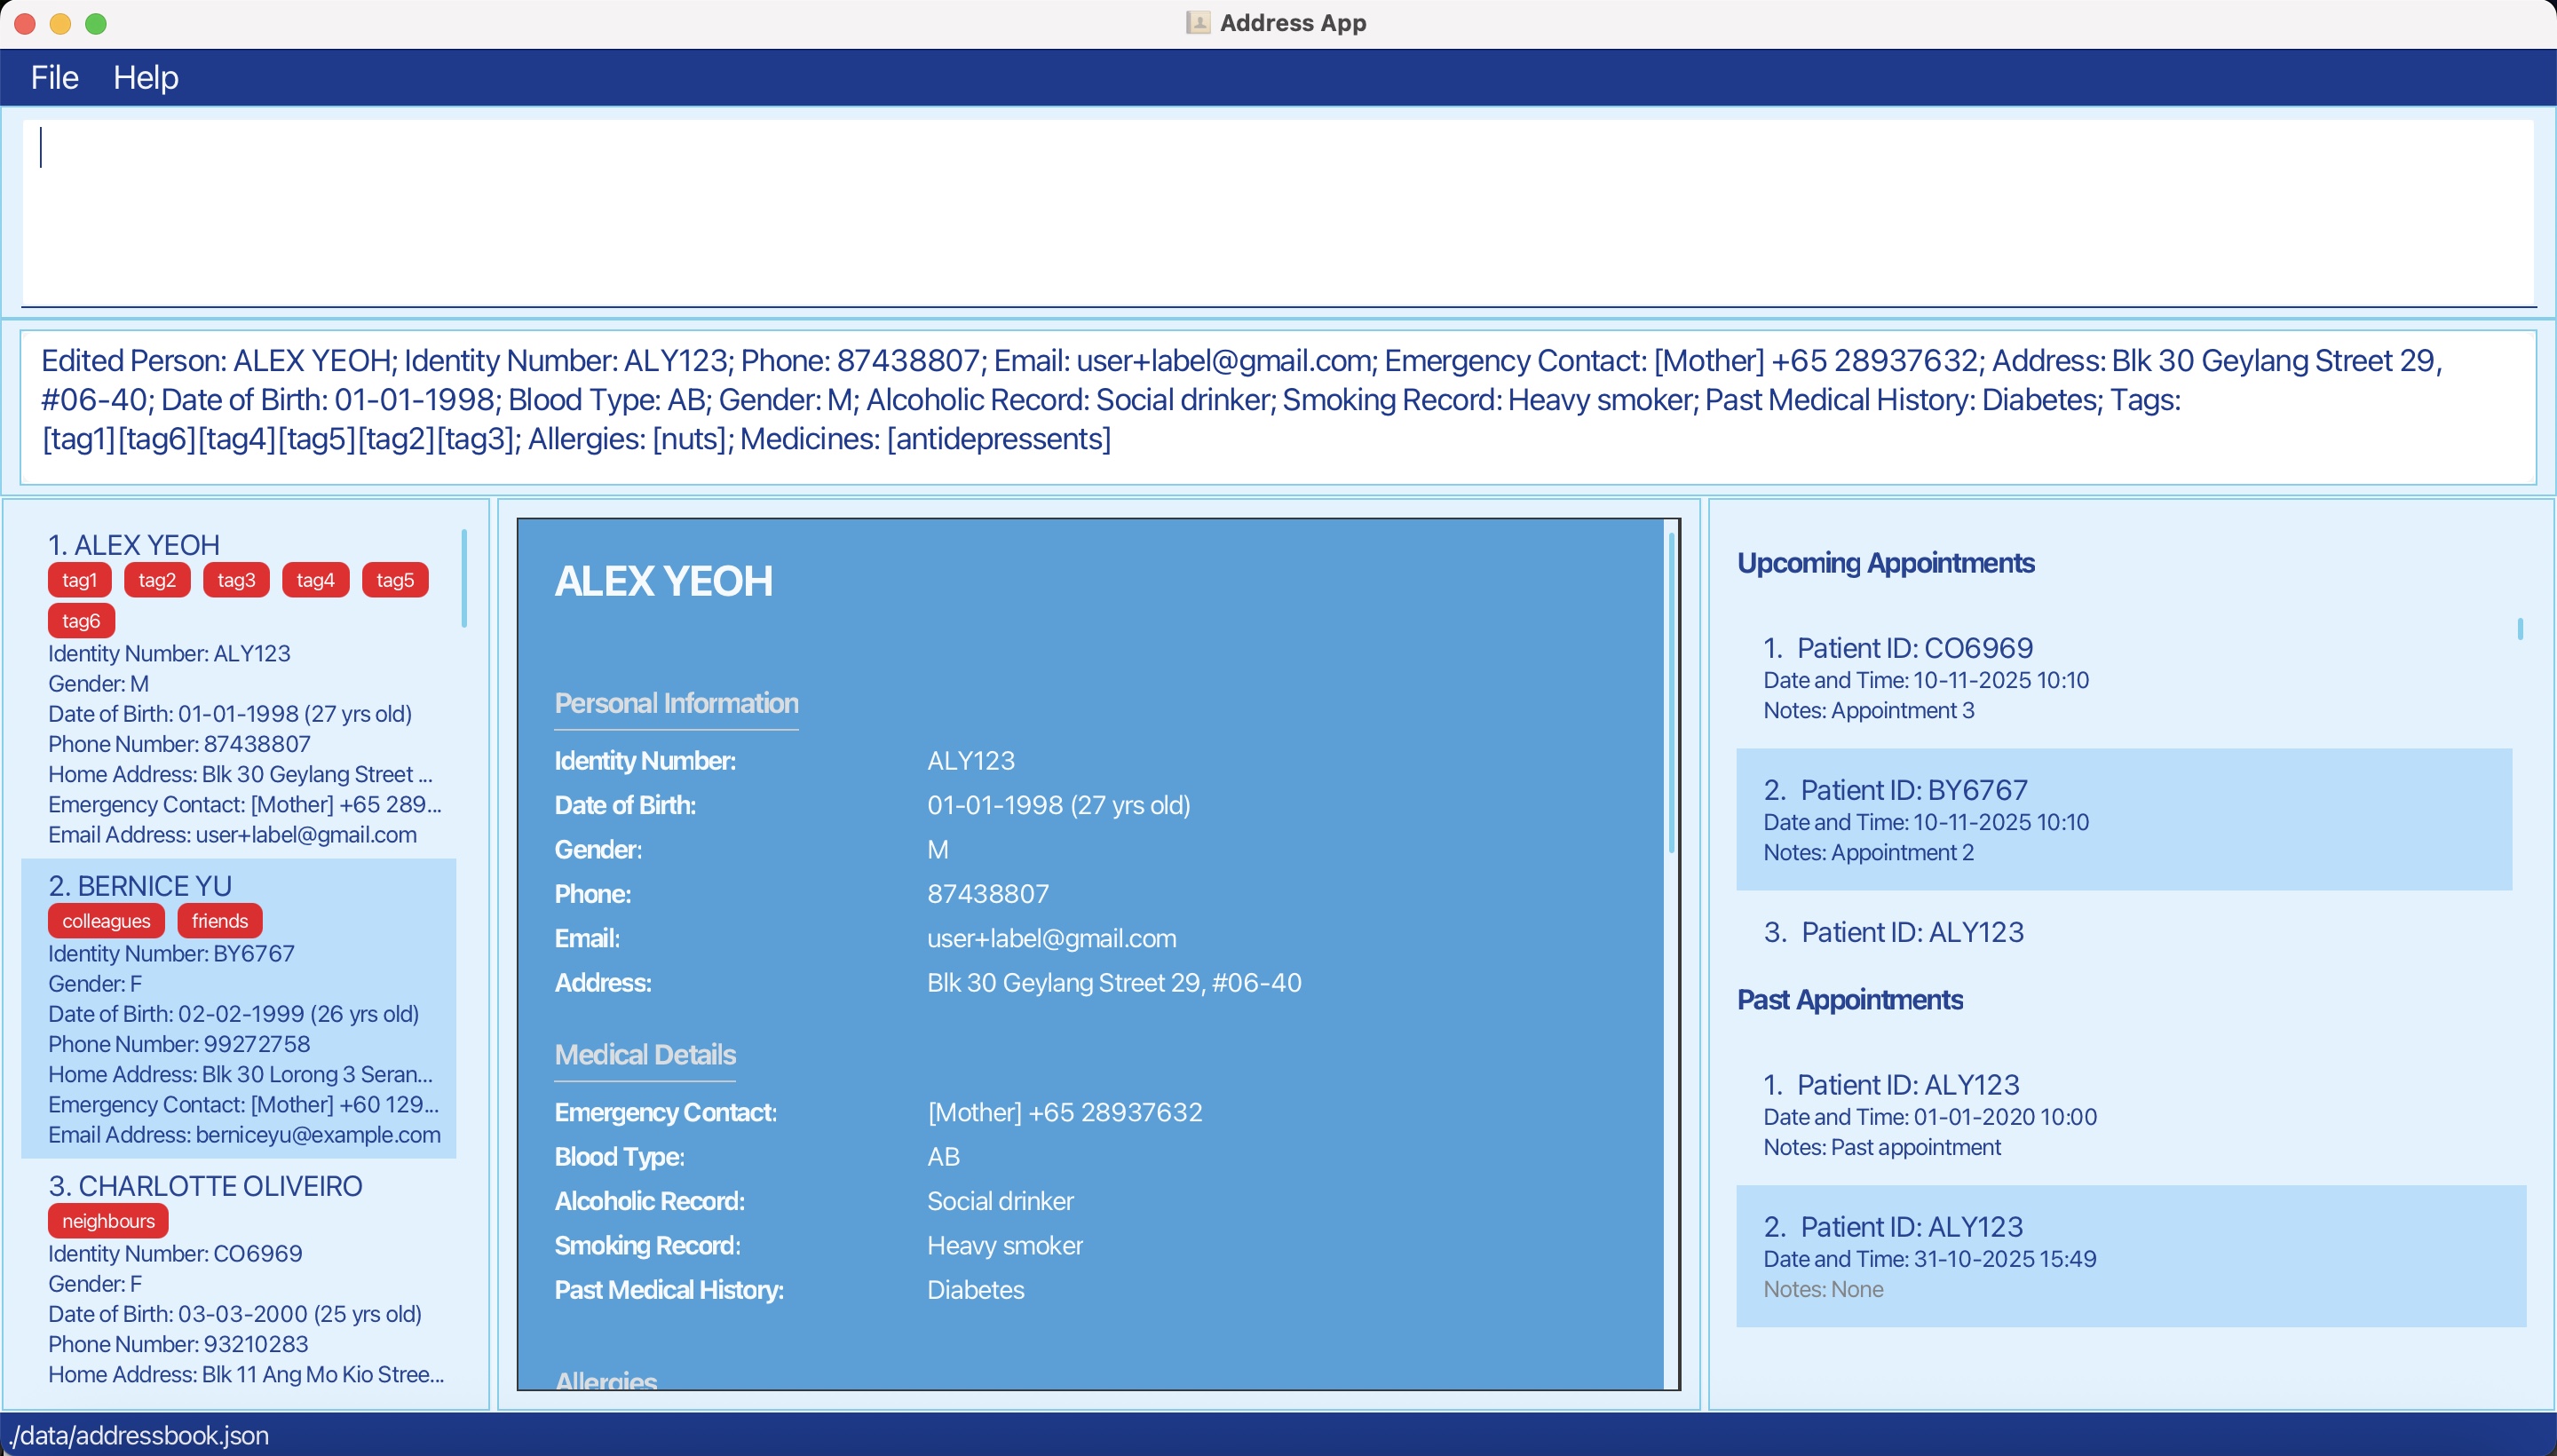 Address App
File Help
Edited Person: ALEX YEOH; Identity Number: ALY123; Phone: 87438807; Email: user+label@gmail.com; Emergency Contact: [Mother] +65 28937632; Address: Blk 30 Geylang Street 29,
#06-40; Date of Birth: 01-01-1998; Blood Type: AB; Gender: M; Alcoholic Record: Social drinker; Smoking Record: Heavy smoker; Past Medical History: Diabetes; Tags:
[tag1][tag6][tag4][tag5][tag2][tag3]; Allergies: [nuts]; Medicines: [antidepressents]
1. ALEX YEOH
tag1 tag2 tag3 tag4 tag5
tag6
Identity Number: ALY123
Gender: M
Date of Birth: 01-01-1998 (27 yrs old)
Phone Number: 87438807
Home Address: Blk 30 Geylang Street ...
Emergency Contact: [Mother] +65 289...
Email Address: user+label@gmail.com
2. BERNICE YU
colleagues friends
Identity Number: BY6767
Gender: F
Date of Birth: 02-02-1999 (26 yrs old)
Phone Number: 99272758
Home Address: Blk 30 Lorong 3 Seran...
Emergency Contact: [Mother] +60 129...
Email Address: berniceyu@example.com
3. CHARLOTTE OLIVEIRO
neighbours
Identity Number: CO6969
Gender: F
Date of Birth: 03-03-2000 (25 yrs old)
Phone Number: 93210283
Home Address: Blk 11 Ang Mo Kio Stree...
ALEX YEOH
Personal Information
Identity Number: ALY123
Date of Birth: 01-01-1998 (27 yrs old)
Gender: M
Phone: 87438807
Email: user+label@gmail.com
Address: Blk 30 Geylang Street 29, #06-40
Medical Details
Emergency Contact: [Mother] +65 28937632
Blood Type: AB
Alcoholic Record: Social drinker
Smoking Record: Heavy smoker
Past Medical History: Diabetes
Allergies
Upcoming Appointments
1. Patient ID: CO6969
Date and Time: 10-11-2025 10:10
Notes: Appointment 3
2. Patient ID: BY6767
Date and Time: 10-11-2025 10:10
Notes: Appointment 2
3. Patient ID: ALY123
Past Appointments
1. Patient ID: ALY123
Date and Time: 01-01-2020 10:00
Notes: Past appointment
2. Patient ID: ALY123
Date and Time: 31-10-2025 15:49
Notes: None
./data/addressbook.json